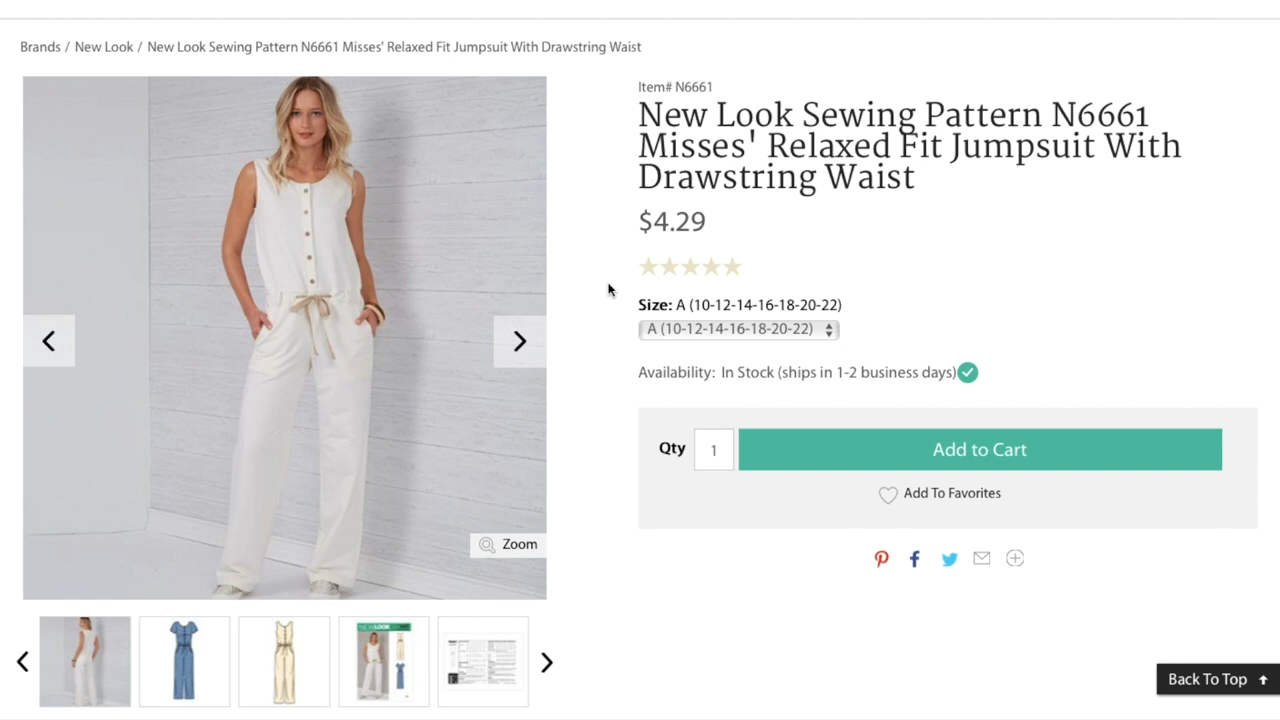 Brands / New Look / New Look Sewing Pattern N6661 Misses' Relaxed Fit Jumpsuit With Drawstring Waist
Item# N6661
New Look Sewing Pattern N6661
Misses' Relaxed Fit Jumpsuit With
Drawstring Waist
$4.29
Size: A (10-12-14-16-18-20-22)
A (10-12-14-16-18-20-22)
Availability: In Stock (ships in 1-2 business days)
Qty 1 Add to Cart
Add To Favorites
Zoom
NEW LOOK
Back To Top